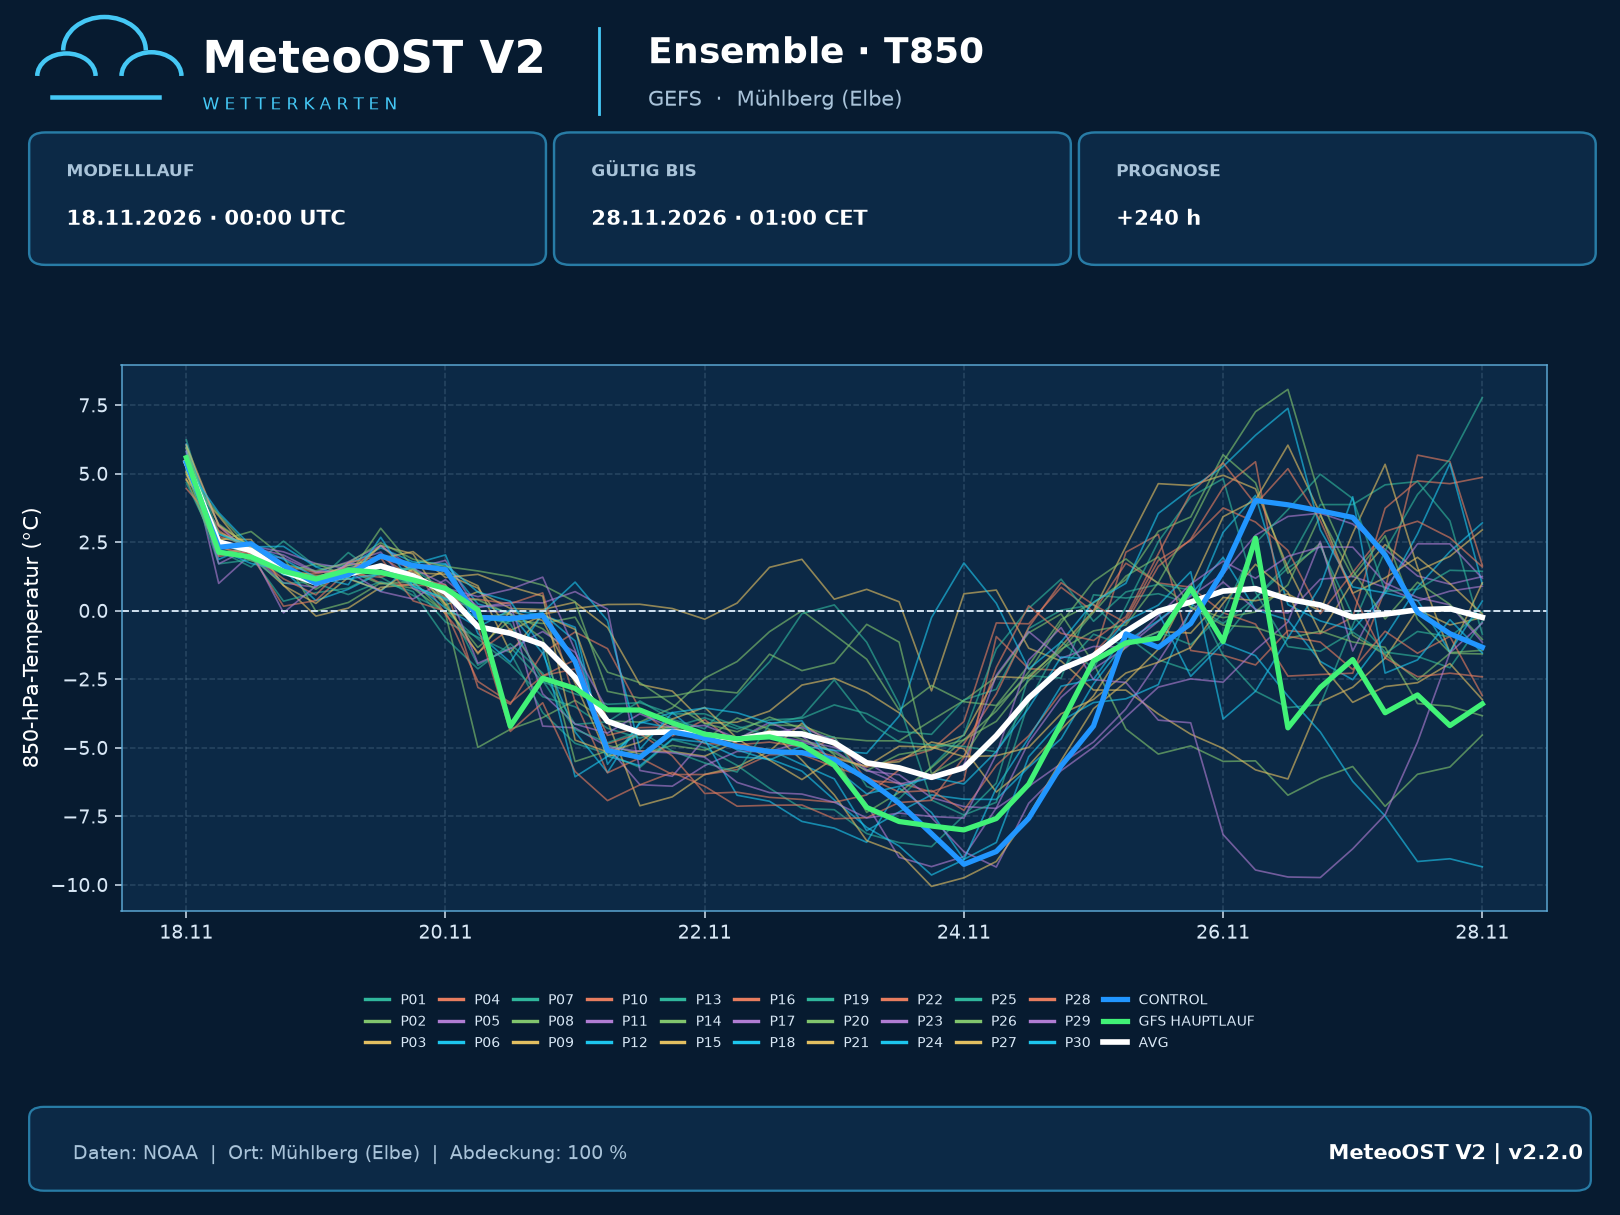 MeteoOST V2
WETTERKARTEN
Ensemble · T850
GEFS · Mühlberg (Elbe)
MODELLLAUF
18.11.2026 · 00:00 UTC
GÜLTIG BIS
28.11.2026 · 01:00 CET
PROGNOSE
+240 h
850-hPa-Temperatur (°C)
7.5
5.0
2.5
0.0
−2.5
−5.0
−7.5
−10.0
18.11 20.11 22.11 24.11 26.11 28.11
P01 P04 P07 P10 P13 P16 P19 P22 P25 P28 CONTROL
P02 P05 P08 P11 P14 P17 P20 P23 P26 P29 GFS HAUPTLAUF
P03 P06 P09 P12 P15 P18 P21 P24 P27 P30 AVG
Daten: NOAA | Ort: Mühlberg (Elbe) | Abdeckung: 100 %
MeteoOST V2 | v2.2.0